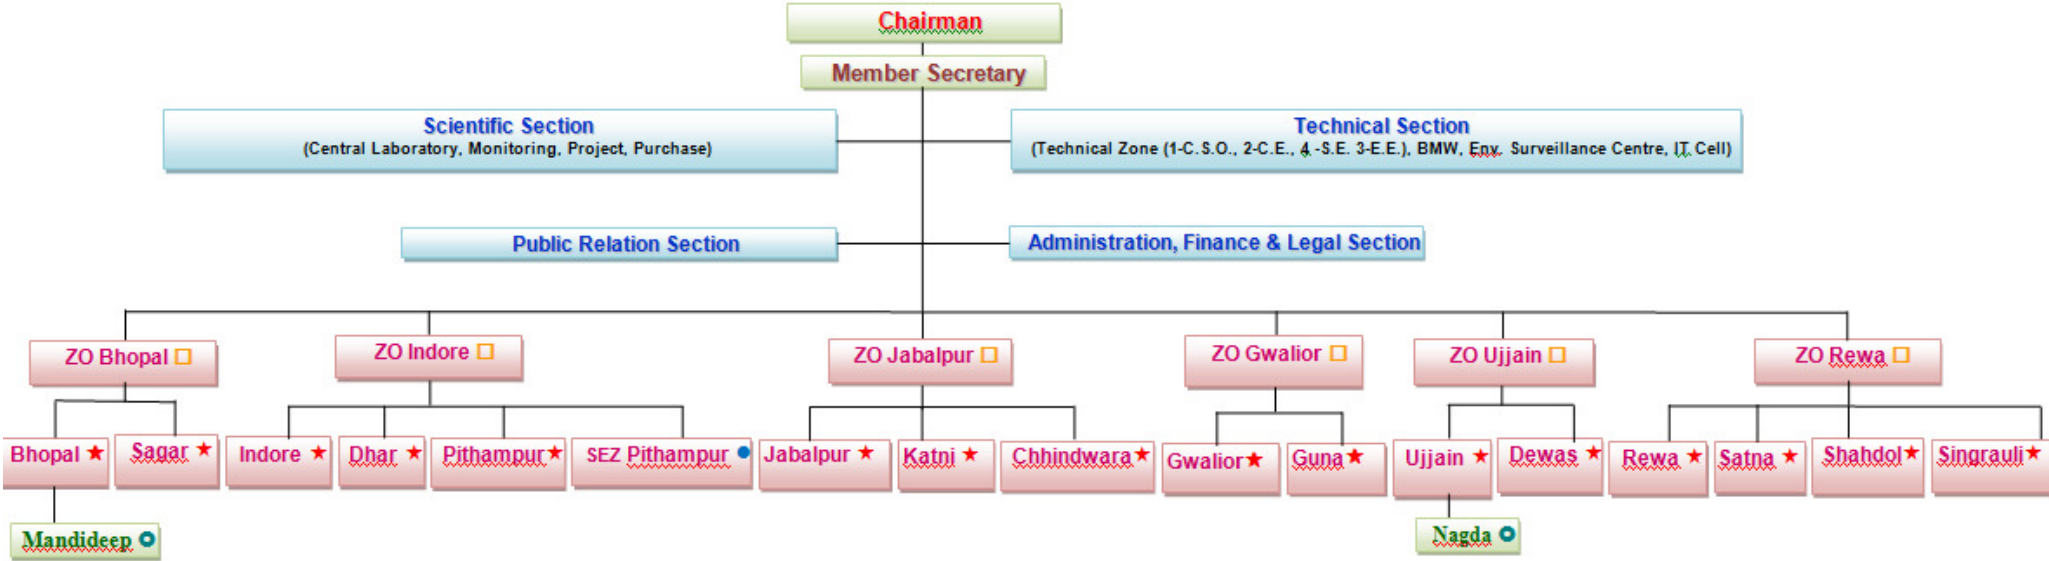 Chairman
Member Secretary
Scientific Section
(Central Laboratory, Monitoring, Project, Purchase)
Technical Section
(Technical Zone (1-C.S.O., 2-C.E., 4 -S.E. 3-E.E.), BMW, Env. Surveillance Centre, IT Cell)
Public Relation Section
Administration, Finance & Legal Section
ZO Bhopal
ZO Indore
ZO Jabalpur
ZO Gwalior
ZO Ujjain
ZO Rewa
Bhopal
Sagar
Indore
Dhar
Pithampur
SEZ Pithampur
Jabalpur
Katni
Chhindwara
Gwalior
Guna
Ujjain
Dewas
Rewa
Satna
Shahdol
Singrauli
Mandideep
Nagda